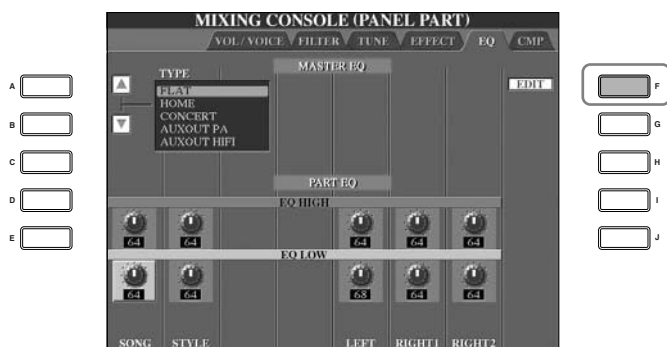 MIXING CONSOLE (PANEL PART)
VOL/VOICE FILTER TUNE EFFECT EQ CMP
MASTER EQ
TYPE
EDIT
FLAT
HOME
CONCERT
AUXOUT PA
AUXOUT HIFI
PART EQ
EQ HIGH
64 64 64 64 64
EQ LOW
64 64 68 64 64
SONG STYLE LEFT RIGHT1 RIGHT2
A
B
C
D
E
F
G
H
I
J